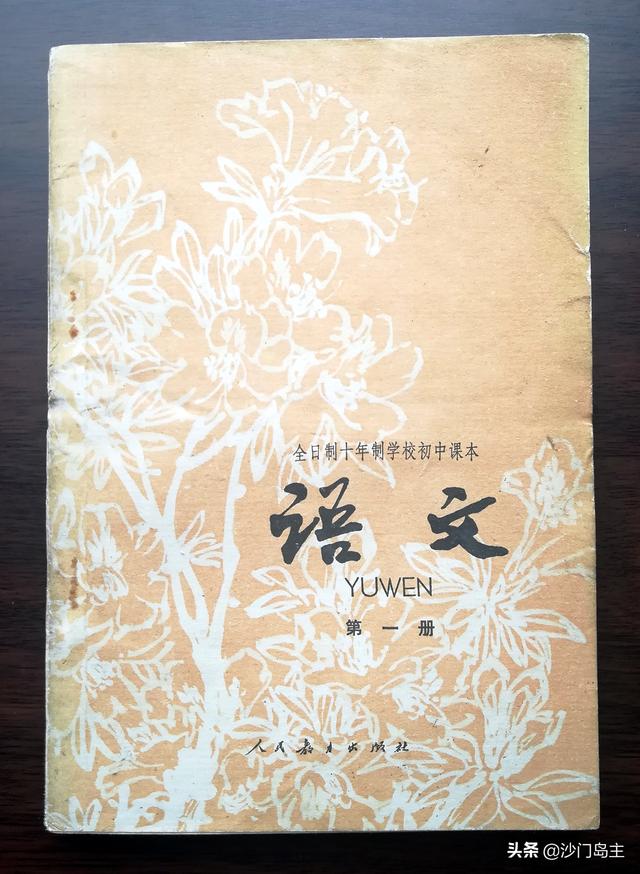 全日制十年制学校初中课本
语文
YUWEN
第一册
人民教育出版社
头条 @沙门岛主